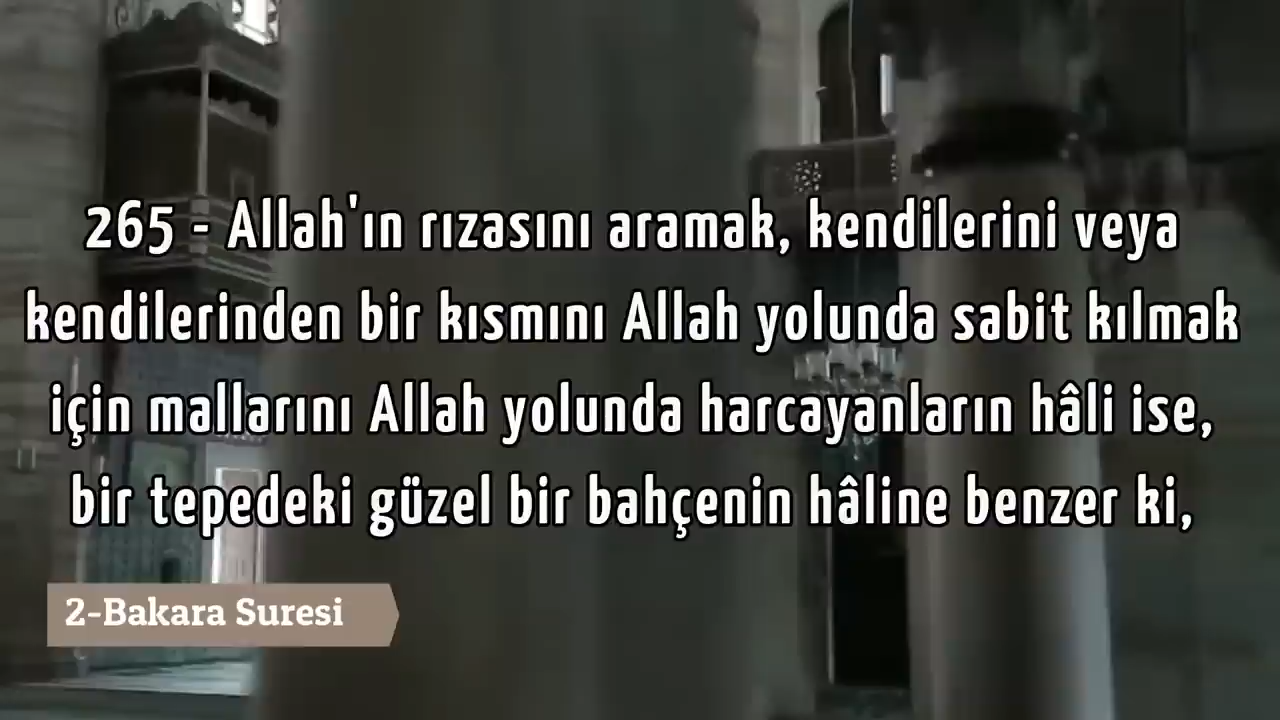 265 - Allah'ın rızasını aramak, kendilerini veya
kendilerinden bir kısmını Allah yolunda sabit kılmak
için mallarını Allah yolunda harcayanların hâli ise,
bir tepedeki güzel bir bahçenin hâline benzer ki,
2-Bakara Suresi